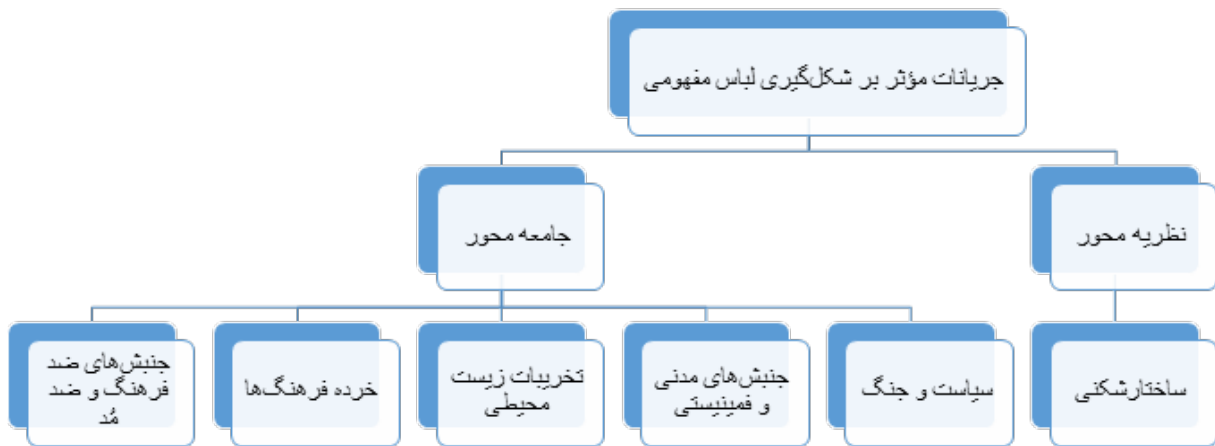 جریانات مؤثر بر شکل‌گیری لباس مفهومی
نظریه محور
جامعه محور
ساختارشکنی
سیاست و جنگ
جنبش‌های مدنی
و فمینیستی
تخریبات زیست
محیطی
خرده فرهنگ‌ها
جنبش‌های ضد
فرهنگ و ضد
مُد